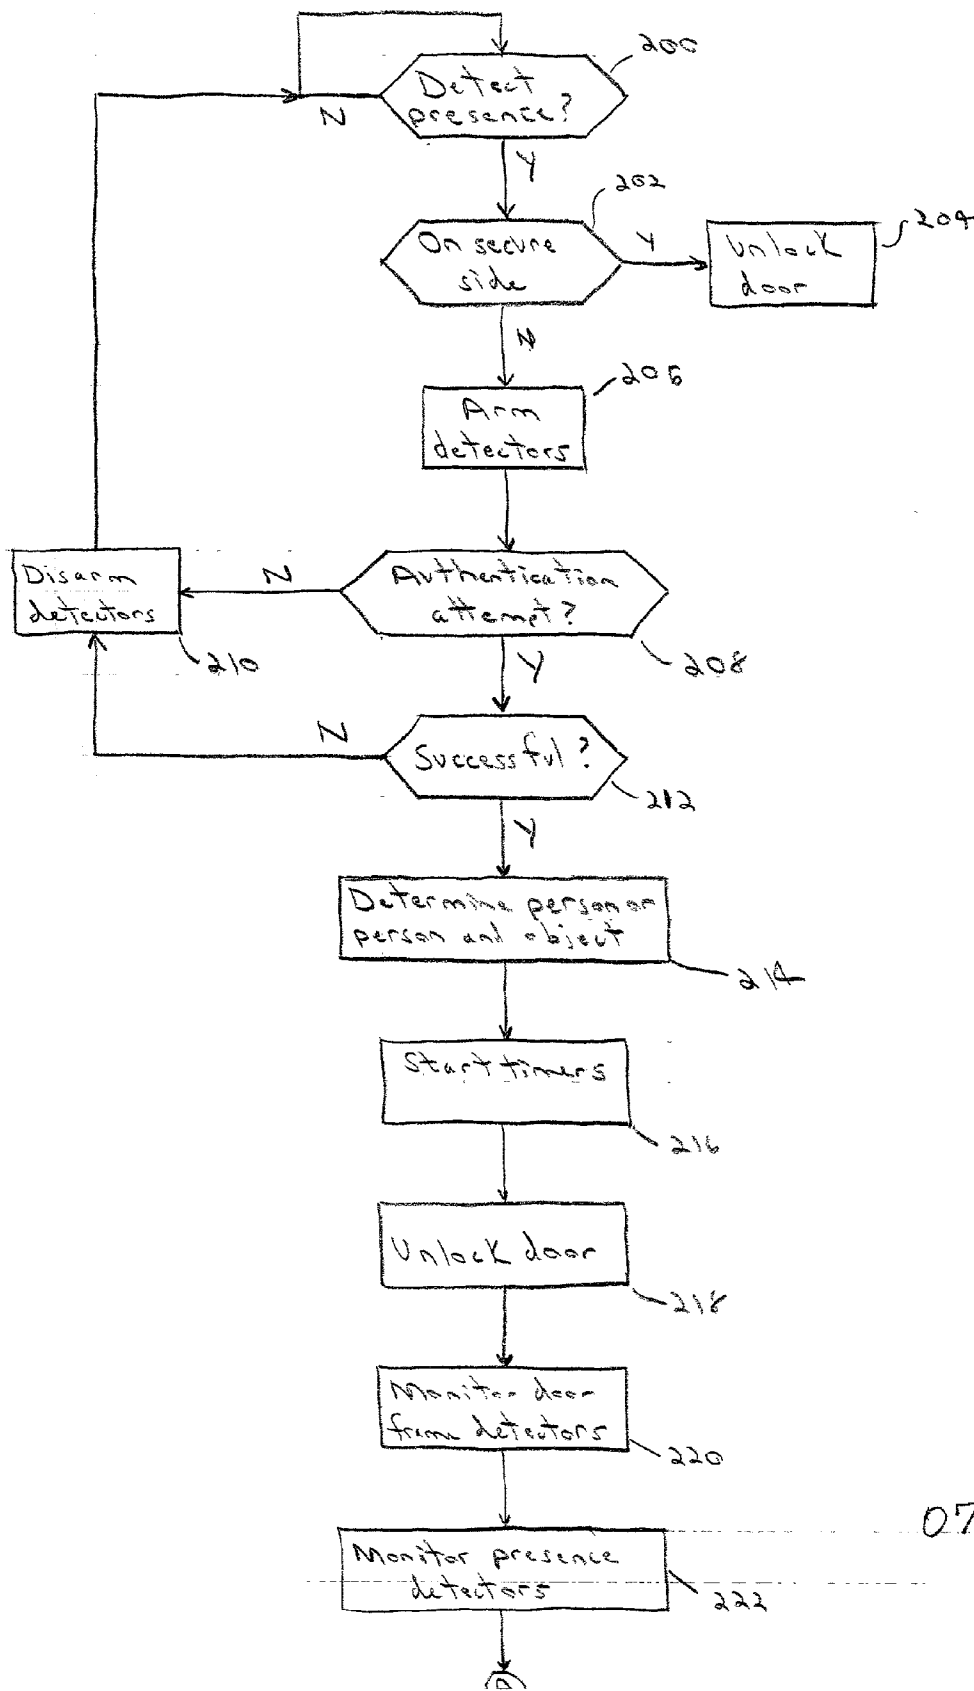 200
Detect
presence?
N
Y
202
On secure
side
Y
204
Unlock
door
N
206
Arm
detectors
Disarm
detectors
210
N
Authentication
attempt?
208
Y
N
Successful?
212
Y
Determine person or
person and object
214
Start timers
216
Unlock door
218
Monitor door
frame detectors
220
07
Monitor presence
detectors
222